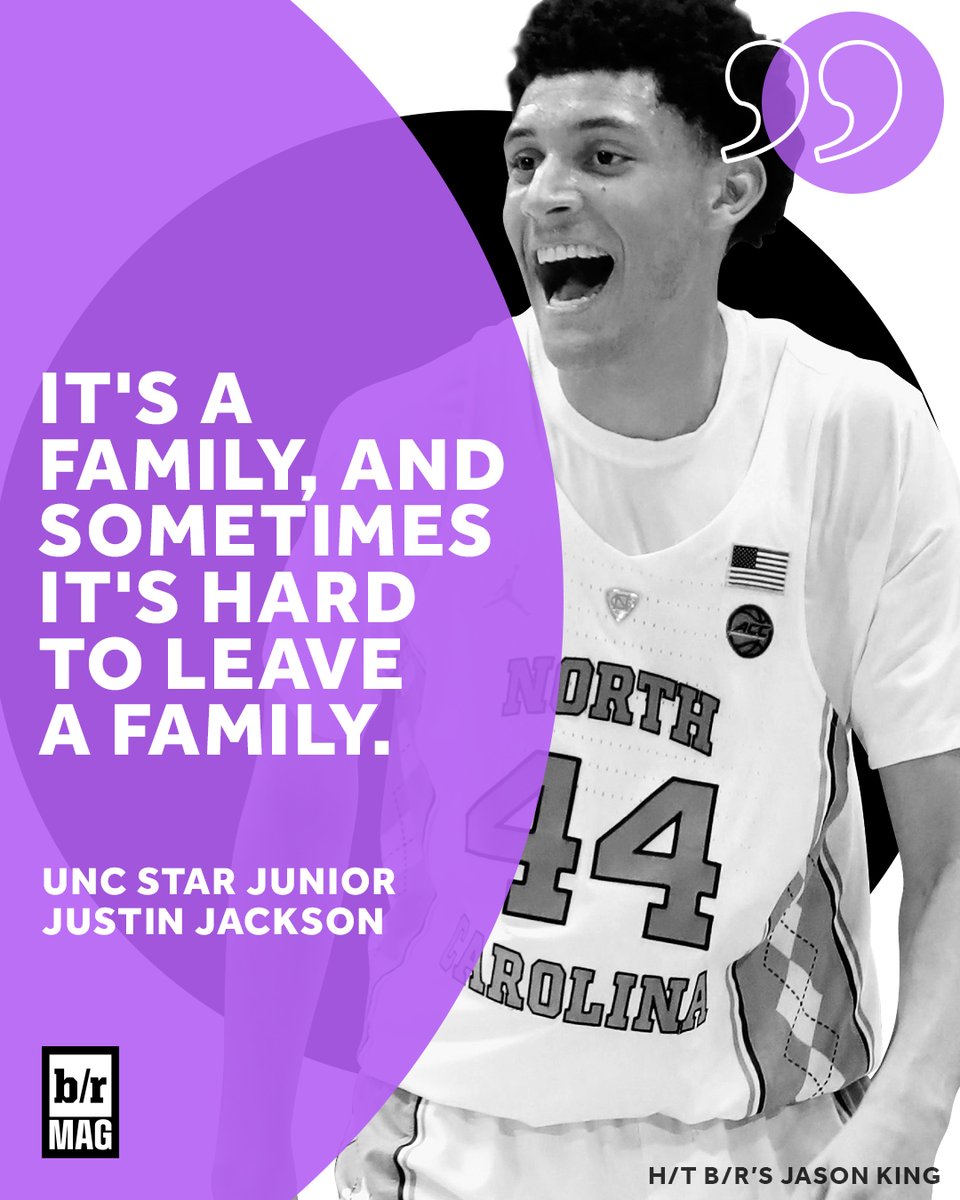 IT'S A
FAMILY, AND
SOMETIMES
IT'S HARD
TO LEAVE
A FAMILY.
UNC STAR JUNIOR
JUSTIN JACKSON
NORTH
44
CAROLINA
ACC
NC
b/r
MAG
H/T B/R'S JASON KING